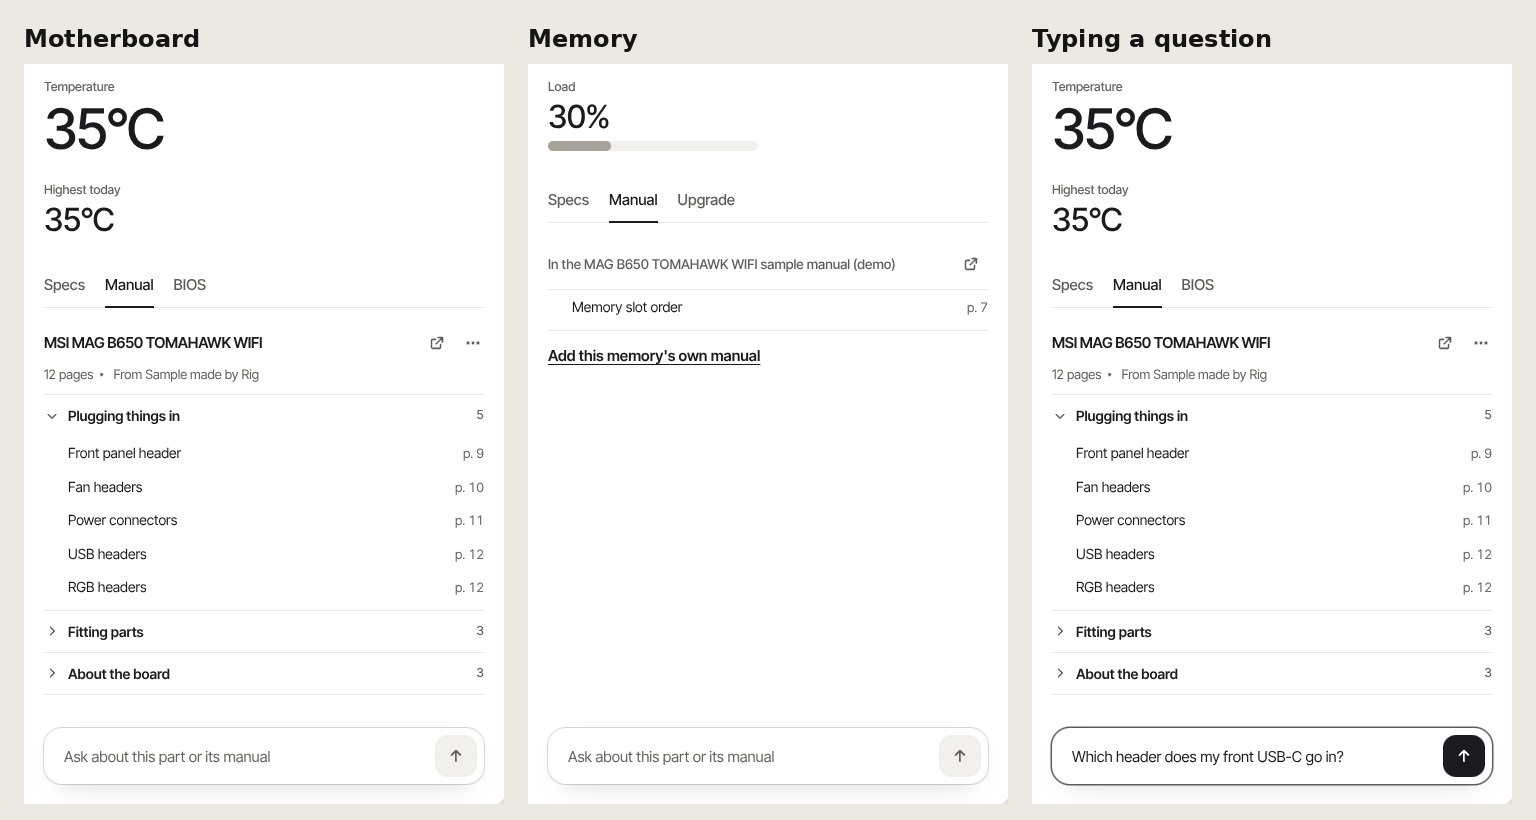 Motherboard
Temperature
35°C
Highest today
35°C
Specs Manual BIOS
MSI MAG B650 TOMAHAWK WIFI
12 pages • From Sample made by Rig
Plugging things in 5
Front panel header p. 9
Fan headers p. 10
Power connectors p. 11
USB headers p. 12
RGB headers p. 12
Fitting parts 3
About the board 3
Ask about this part or its manual
Memory
Load
30%
Specs Manual Upgrade
In the MAG B650 TOMAHAWK WIFI sample manual (demo)
Memory slot order p. 7
Add this memory's own manual
Ask about this part or its manual
Typing a question
Temperature
35°C
Highest today
35°C
Specs Manual BIOS
MSI MAG B650 TOMAHAWK WIFI
12 pages • From Sample made by Rig
Plugging things in 5
Front panel header p. 9
Fan headers p. 10
Power connectors p. 11
USB headers p. 12
RGB headers p. 12
Fitting parts 3
About the board 3
Which header does my front USB-C go in?